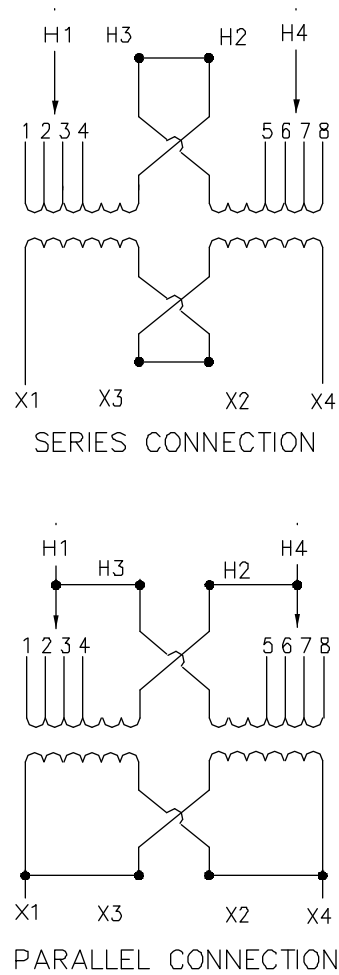 H1 H3 H2 H4
1 2 3 4 5 6 7 8
X1 X3 X2 X4
SERIES CONNECTION
H1 H3 H2 H4
1 2 3 4 5 6 7 8
X1 X3 X2 X4
PARALLEL CONNECTION